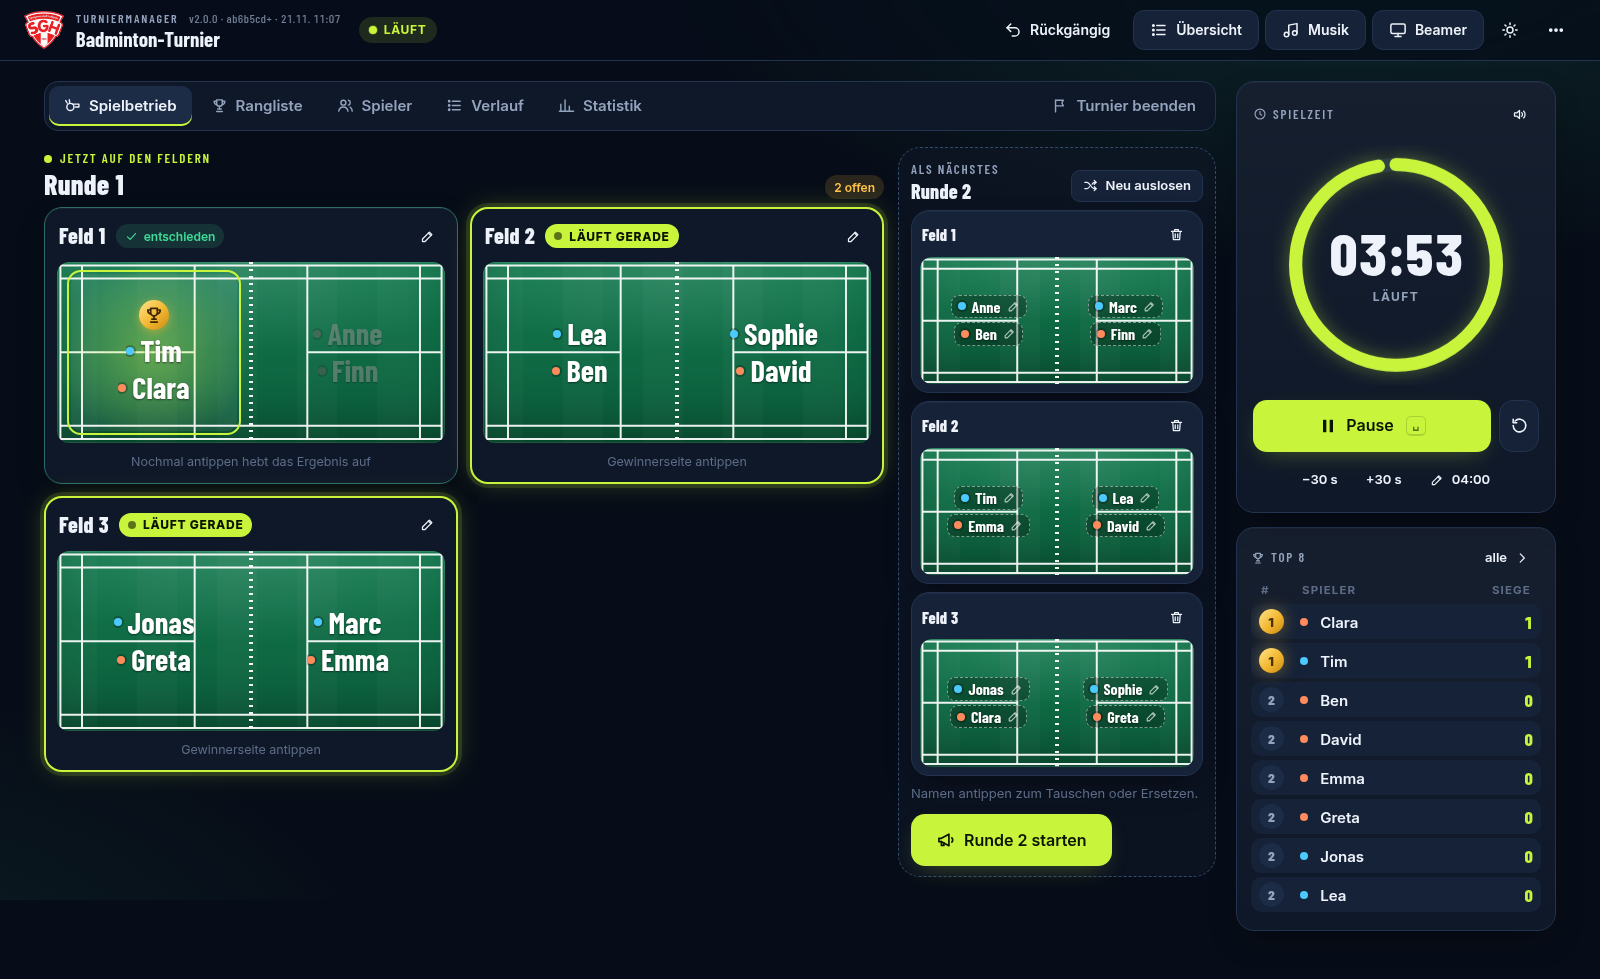 SGH
TURNIERMANAGER v2.0.0 · ab6b5cd+ · 21.11. 11:07
Badminton-Turnier
LÄUFT
Rückgängig
Übersicht
Musik
Beamer
Spielbetrieb
Rangliste
Spieler
Verlauf
Statistik
Turnier beenden
JETZT AUF DEN FELDERN
Runde 1
2 offen
Feld 1
entschieden
Tim
Clara
Anne
Finn
Nochmal antippen hebt das Ergebnis auf
Feld 2
LÄUFT GERADE
Lea
Ben
Sophie
David
Gewinnerseite antippen
Feld 3
LÄUFT GERADE
Jonas
Greta
Marc
Emma
Gewinnerseite antippen
ALS NÄCHSTES
Runde 2
Neu auslosen
Feld 1
Anne
Ben
Marc
Finn
Feld 2
Tim
Emma
Lea
David
Feld 3
Jonas
Clara
Sophie
Greta
Namen antippen zum Tauschen oder Ersetzen.
Runde 2 starten
SPIELZEIT
03:53
LÄUFT
Pause ␣
−30 s
+30 s
04:00
TOP 8
alle
# SPIELER SIEGE
1 Clara 1
1 Tim 1
2 Ben 0
2 David 0
2 Emma 0
2 Greta 0
2 Jonas 0
2 Lea 0